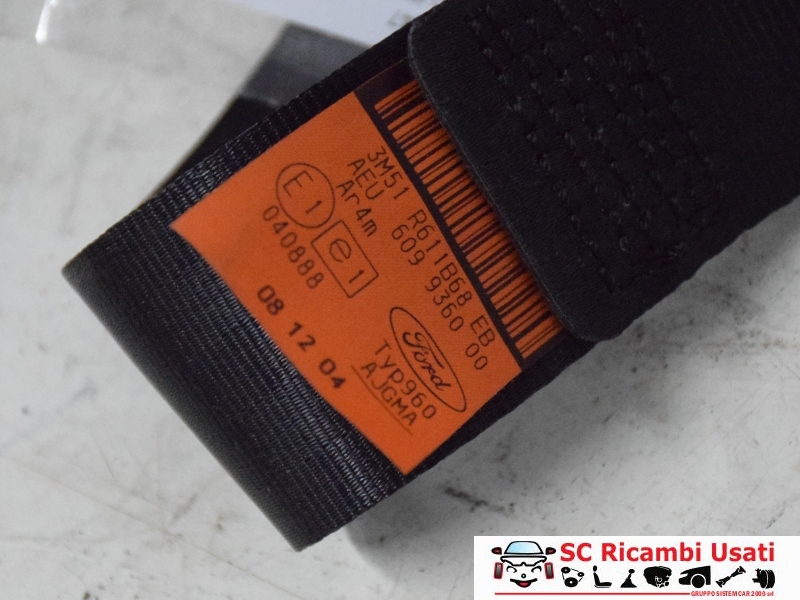 3M51 R611B68 EB
AEU 609 9360 00
Ar4m
E1
e1
040888
Ford
08 12 04
Typ960
AJGMA
SC Ricambi Usati
GRUPPO SISTEMCAR 2000 srl